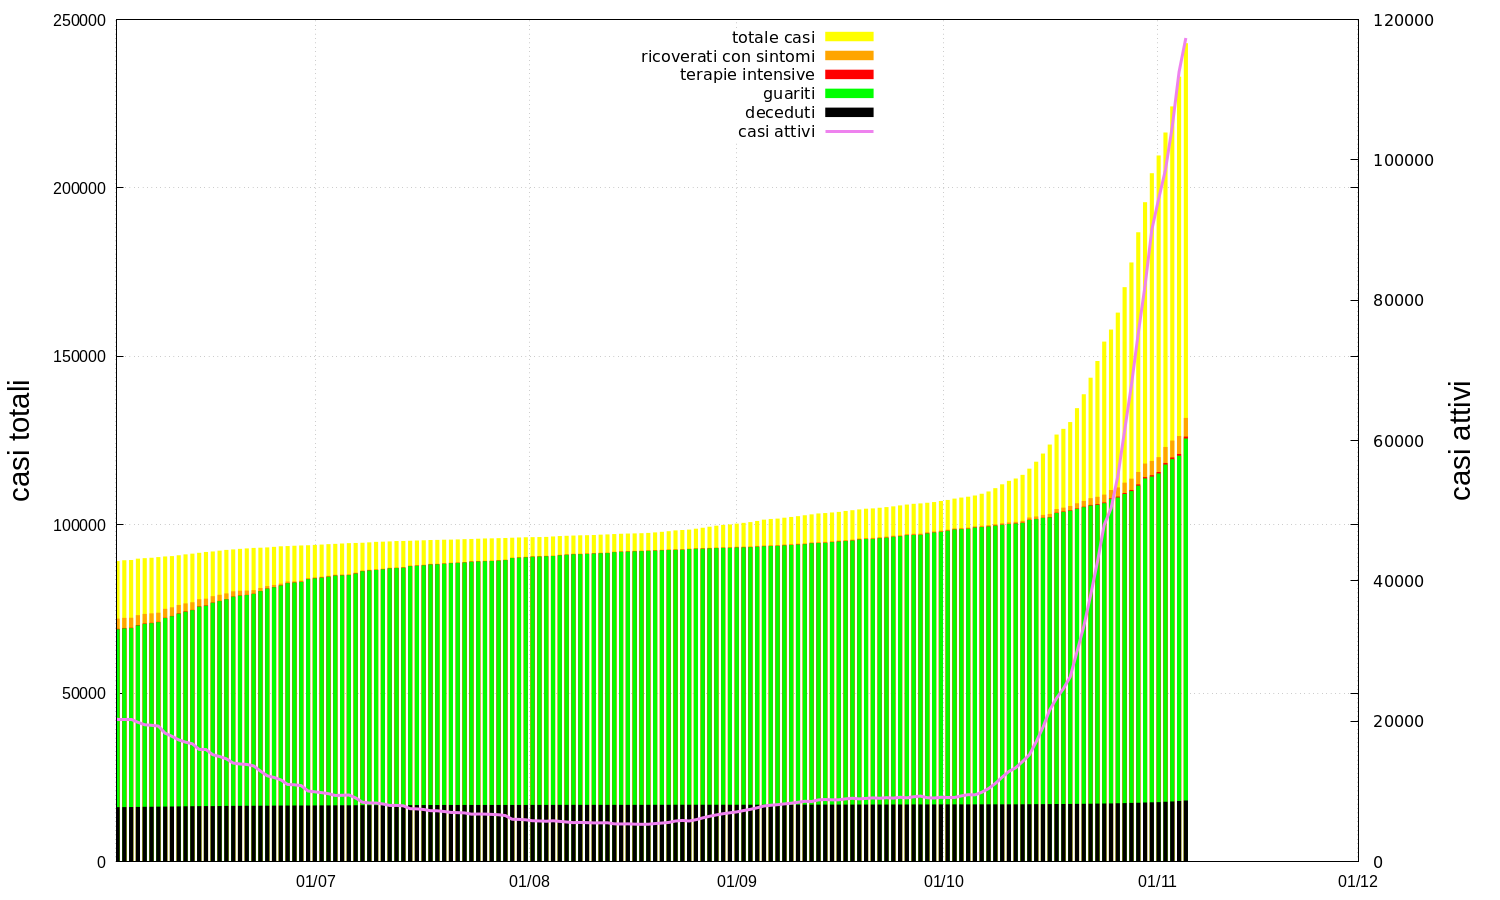 250000
200000
150000
100000
50000
0
casi totali
totale casi
ricoverati con sintomi
terapie intensive
guariti
deceduti
casi attivi
120000
100000
80000
60000
40000
20000
0
casi attivi
01/07
01/08
01/09
01/10
01/11
01/12